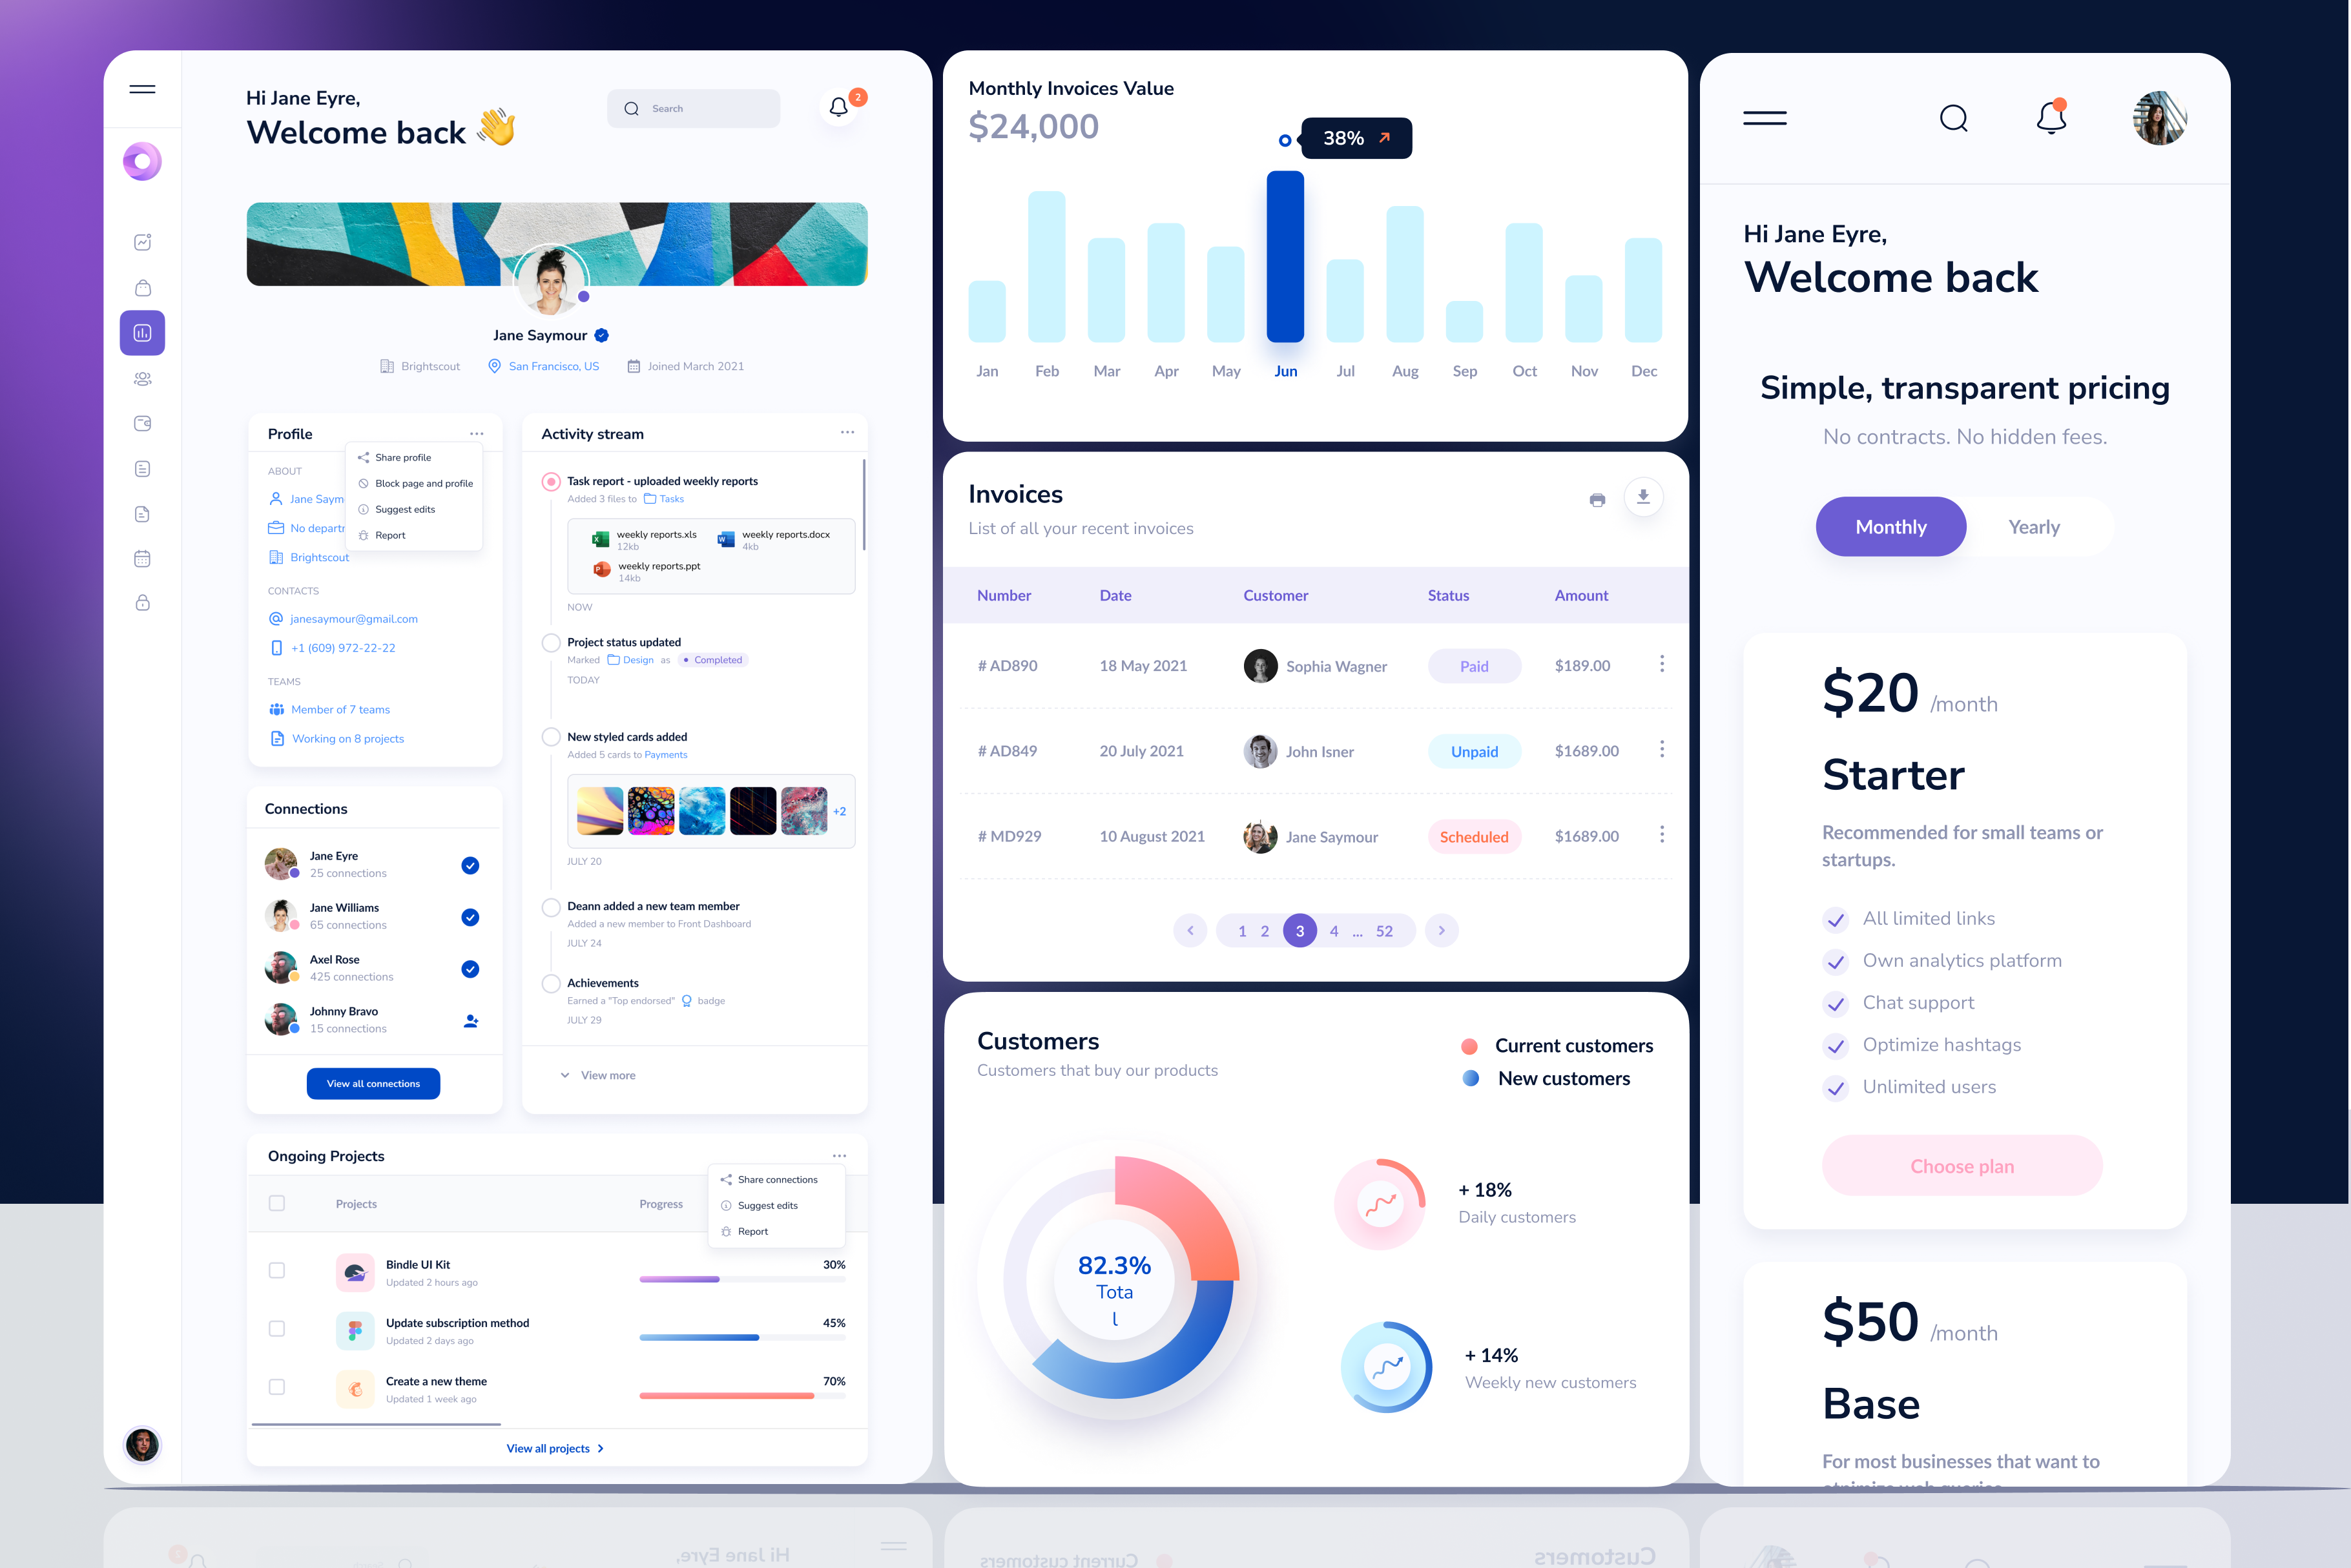 Hi Jane Eyre,
Welcome back
Search
2
Jane Saymour
Brightscout
San Francisco, US
Joined March 2021
Profile
Share profile
Block page and profile
Suggest edits
Report
ABOUT
Jane Saym
No departr
Brightscout
CONTACTS
janesaymour@gmail.com
+1 (609) 972-22-22
TEAMS
Member of 7 teams
Working on 8 projects
Connections
Jane Eyre
25 connections
Jane Williams
65 connections
Axel Rose
425 connections
Johnny Bravo
15 connections
View all connections
Activity stream
Task report - uploaded weekly reports
Added 3 files to Tasks
weekly reports.xls
12kb
weekly reports.docx
4kb
weekly reports.ppt
14kb
NOW
Project status updated
Marked Design as • Completed
TODAY
New styled cards added
Added 5 cards to Payments
+2
JULY 20
Deann added a new team member
Added a new member to Front Dashboard
JULY 24
Achievements
Earned a "Top endorsed" badge
JULY 29
View more
Ongoing Projects
Share connections
Suggest edits
Report
Projects
Progress
Bindle UI Kit
Updated 2 hours ago
30%
Update subscription method
Updated 2 days ago
45%
Create a new theme
Updated 1 week ago
70%
View all projects
Monthly Invoices Value
$24,000
38%
Jan Feb Mar Apr May Jun Jul Aug Sep Oct Nov Dec
Invoices
List of all your recent invoices
Number Date Customer Status Amount
# AD890 18 May 2021 Sophia Wagner Paid $189.00
# AD849 20 July 2021 John Isner Unpaid $1689.00
# MD929 10 August 2021 Jane Saymour Scheduled $1689.00
1 2 3 4 ... 52
Customers
Customers that buy our products
Current customers
New customers
82.3%
Tota
l
+ 18%
Daily customers
+ 14%
Weekly new customers
Hi Jane Eyre,
Welcome back
Simple, transparent pricing
No contracts. No hidden fees.
Monthly
Yearly
$20 /month
Starter
Recommended for small teams or
startups.
All limited links
Own analytics platform
Chat support
Optimize hashtags
Unlimited users
Choose plan
$50 /month
Base
For most businesses that want to
Hi Jane Eyre,
Current customers
Customers